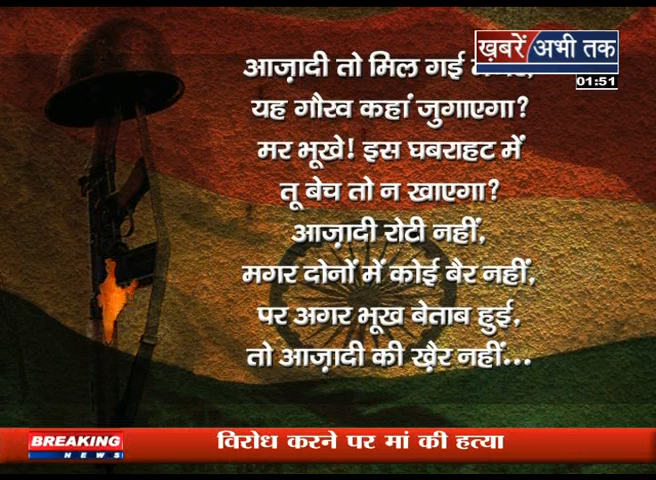 ख़बरें अभी तक
01:51
आज़ादी तो मिल गई
यह गौरव कहां जुगाएगा?
मर भूखे! इस घबराहट में
तू बेच तो न खाएगा?
आज़ादी रोटी नहीं,
मगर दोनों में कोई बैर नहीं,
पर अगर भूख बेताब हुई,
तो आज़ादी की ख़ैर नहीं...
BREAKING
NEWS
विरोध करने पर मां की हत्या